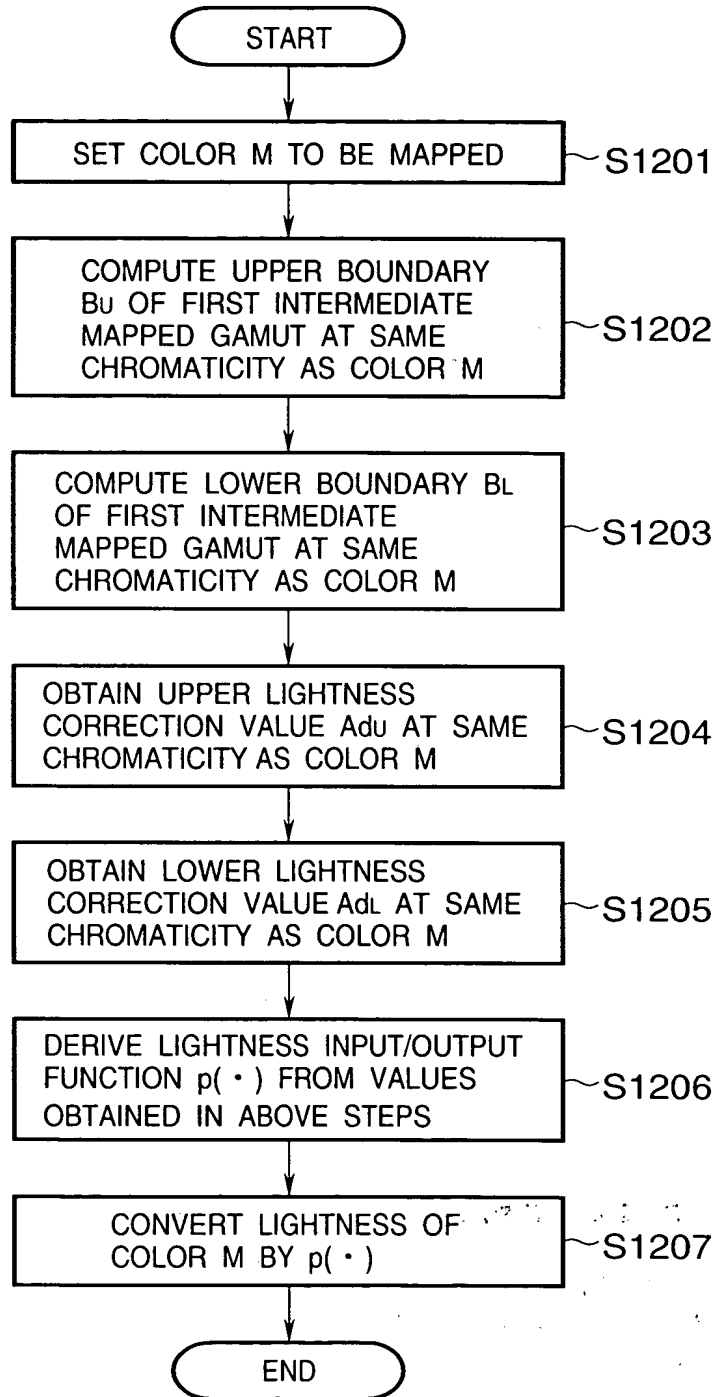 START
SET COLOR M TO BE MAPPED
S1201
COMPUTE UPPER BOUNDARY
BU OF FIRST INTERMEDIATE
MAPPED GAMUT AT SAME
CHROMATICITY AS COLOR M
S1202
COMPUTE LOWER BOUNDARY BL
OF FIRST INTERMEDIATE
MAPPED GAMUT AT SAME
CHROMATICITY AS COLOR M
S1203
OBTAIN UPPER LIGHTNESS
CORRECTION VALUE AdU AT SAME
CHROMATICITY AS COLOR M
S1204
OBTAIN LOWER LIGHTNESS
CORRECTION VALUE AdL AT SAME
CHROMATICITY AS COLOR M
S1205
DERIVE LIGHTNESS INPUT/OUTPUT
FUNCTION p(・) FROM VALUES
OBTAINED IN ABOVE STEPS
S1206
CONVERT LIGHTNESS OF
COLOR M BY p(・)
S1207
END